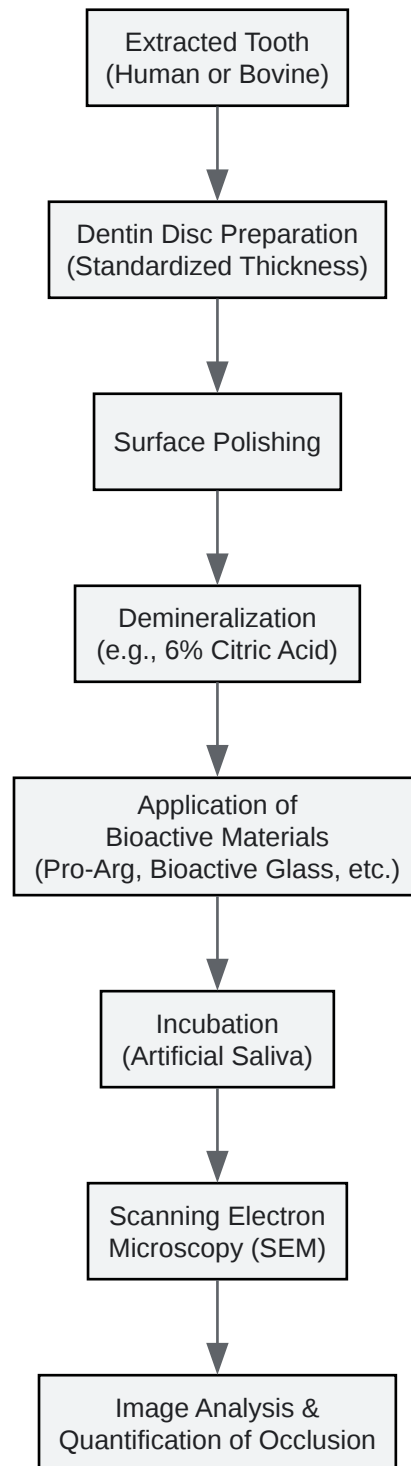 Extracted Tooth
(Human or Bovine)
Dentin Disc Preparation
(Standardized Thickness)
Surface Polishing
Demineralization
(e.g., 6% Citric Acid)
Application of
Bioactive Materials
(Pro-Arg, Bioactive Glass, etc.)
Incubation
(Artificial Saliva)
Scanning Electron
Microscopy (SEM)
Image Analysis &
Quantification of Occlusion